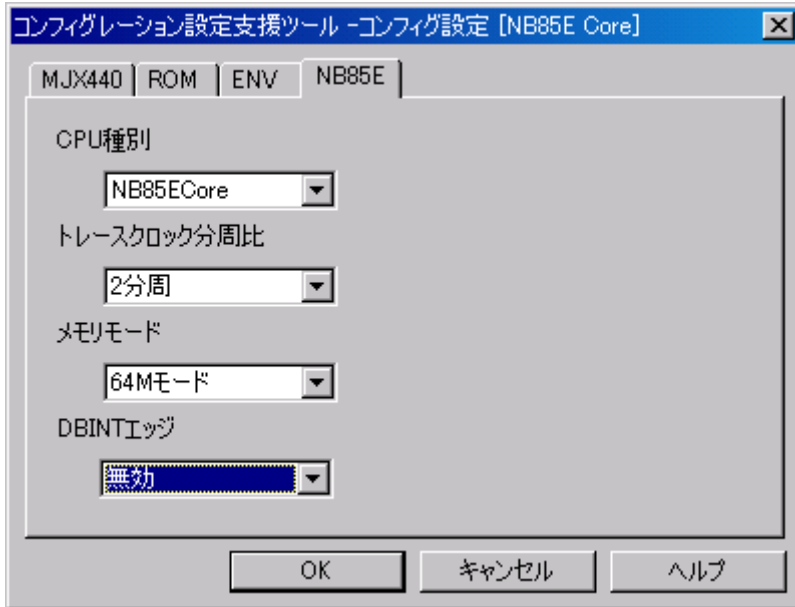 コンフィグレーション設定支援ツール -コンフィグ設定 [NB85E Core]
MJX440 ROM ENV NB85E
CPU種別
NB85ECore
トレースクロック分周比
2分周
メモリモード
64Mモード
DBINTエッジ
無効
OK キャンセル ヘルプ